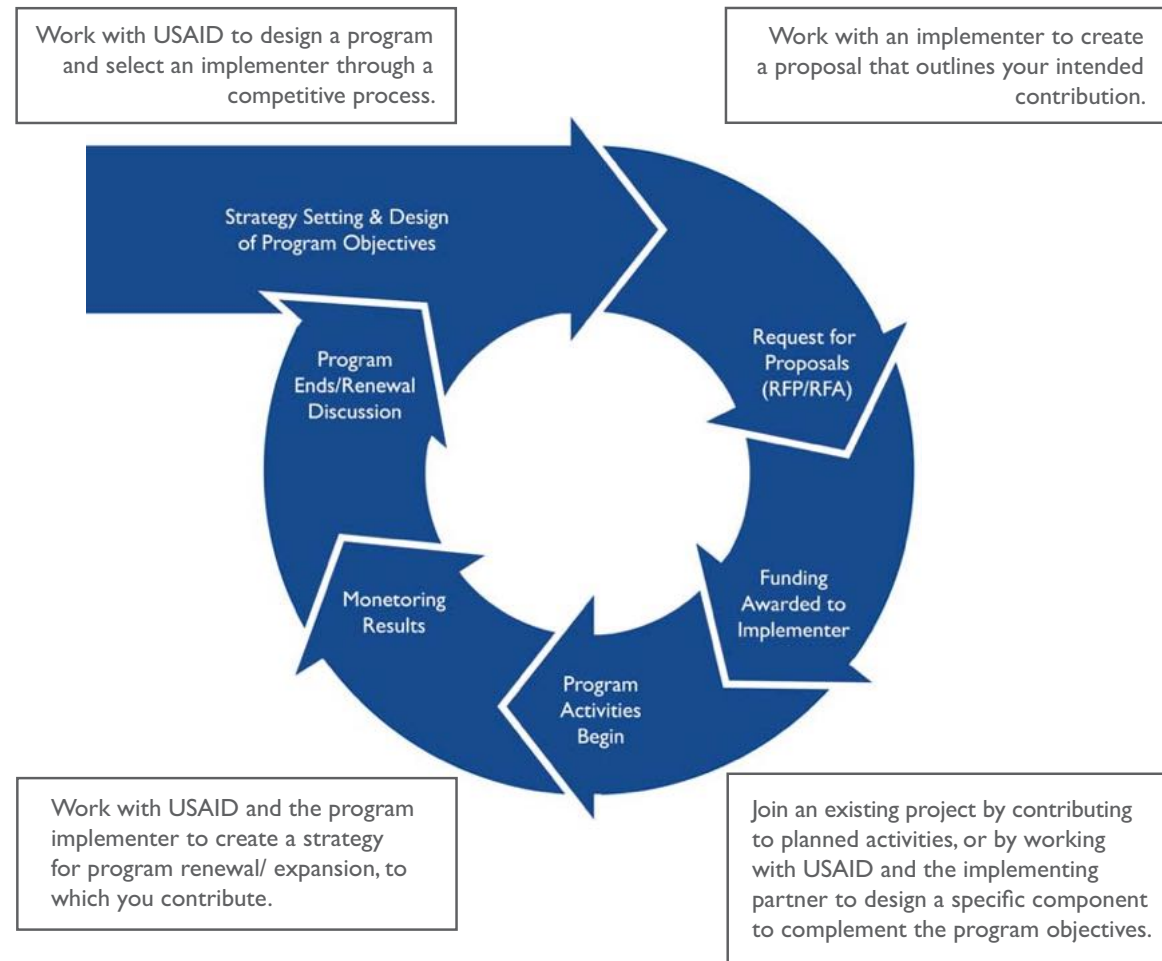 Work with USAID to design a program
and select an implementer through a
competitive process.
Work with an implementer to create
a proposal that outlines your intended
contribution.
Strategy Setting & Design
of Program Objectives
Request for
Proposals
(RFP/RFA)
Funding
Awarded to
Implementer
Program
Activities
Begin
Monetoring
Results
Program
Ends/Renewal
Discussion
Work with USAID and the program
implementer to create a strategy
for program renewal/ expansion, to
which you contribute.
Join an existing project by contributing
to planned activities, or by working
with USAID and the implementing
partner to design a specific component
to complement the program objectives.